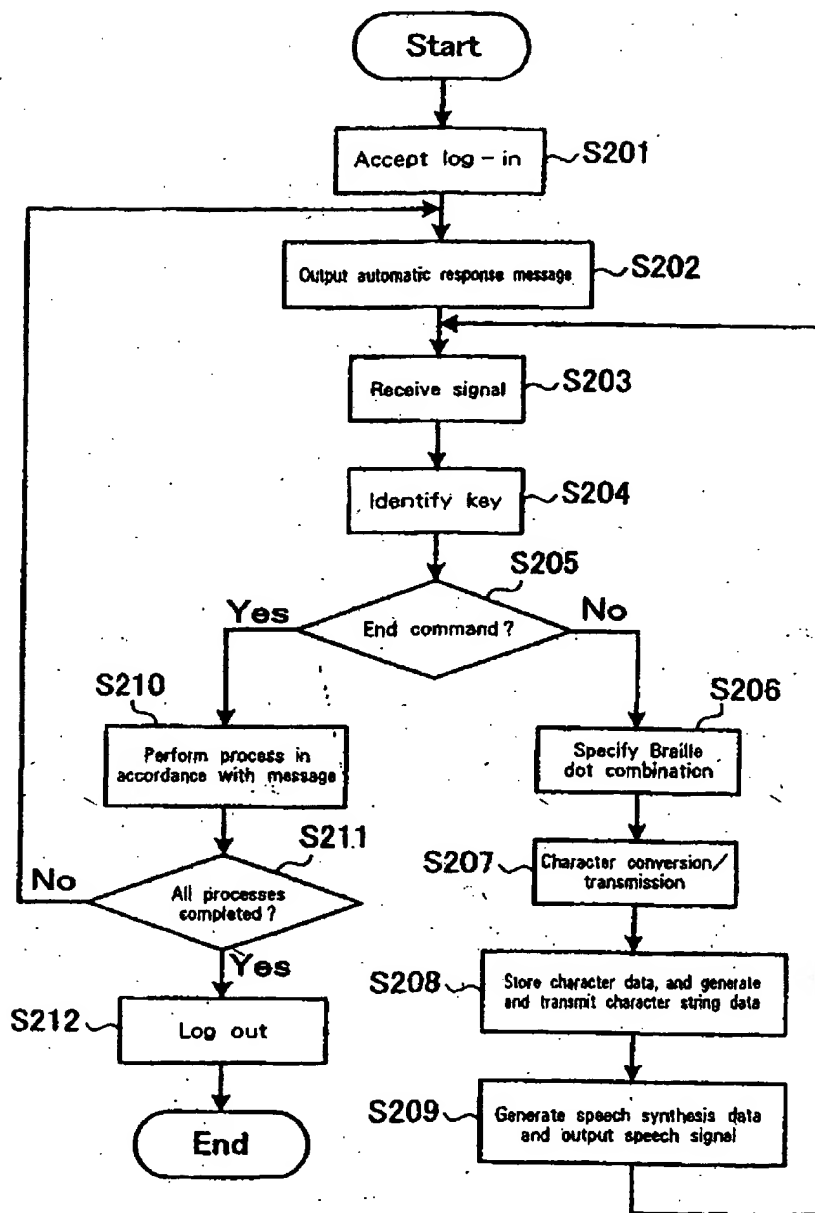 Start
Accept log-in
S201
Output automatic response message
S202
Receive signal
S203
Identify key
S204
S205
End command?
Yes
No
S210
Perform process in
accordance with message
S206
Specify Braille
dot combination
S211
All processes
completed?
No
Yes
S207
Character conversion/
transmission
S208
Store character data, and generate
and transmit character string data
S212
Log out
S209
Generate speech synthesis data
and output speech signal
End